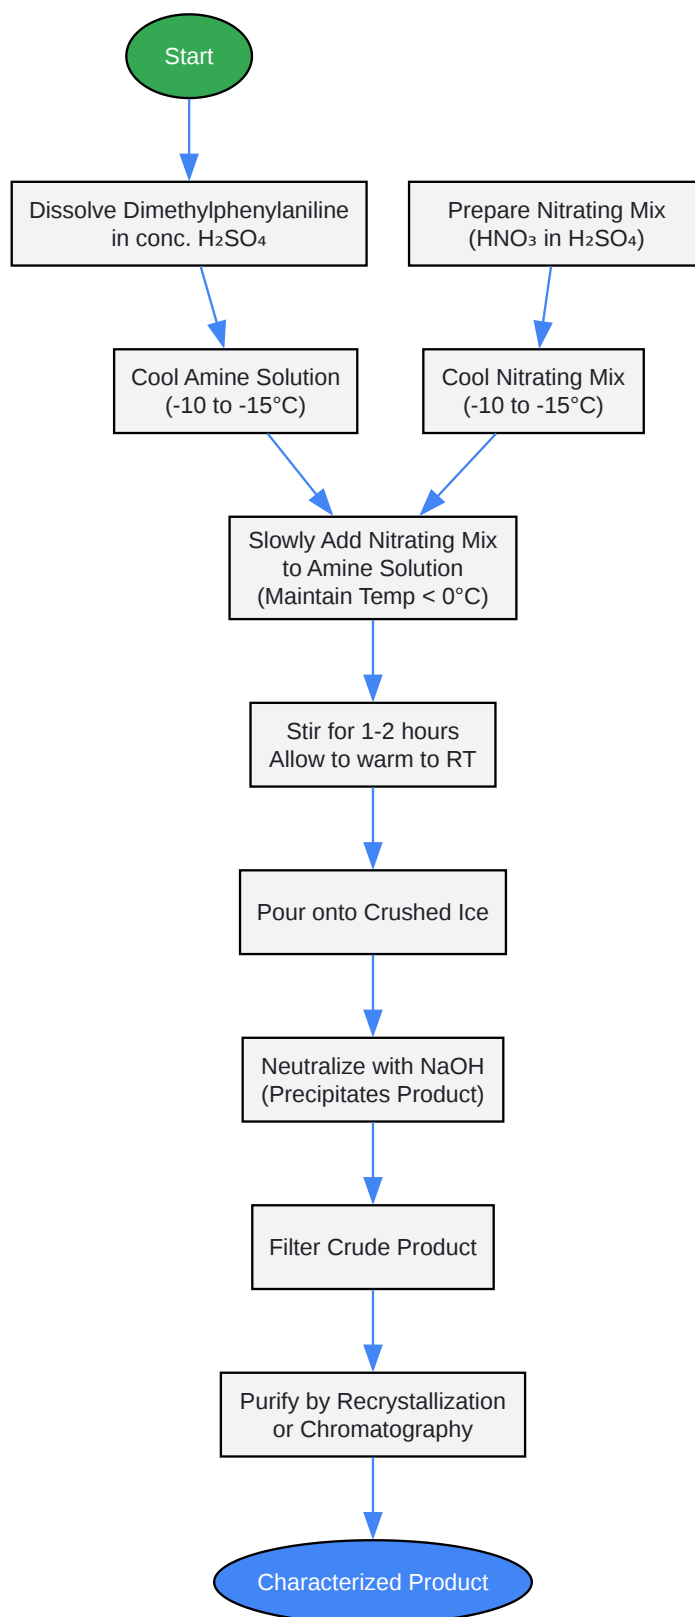 Start
Dissolve Dimethylphenylaniline
in conc. H₂SO₄
Prepare Nitrating Mix
(HNO₃ in H₂SO₄)
Cool Amine Solution
(-10 to -15°C)
Cool Nitrating Mix
(-10 to -15°C)
Slowly Add Nitrating Mix
to Amine Solution
(Maintain Temp < 0°C)
Stir for 1-2 hours
Allow to warm to RT
Pour onto Crushed Ice
Neutralize with NaOH
(Precipitates Product)
Filter Crude Product
Purify by Recrystallization
or Chromatography
Characterized Product